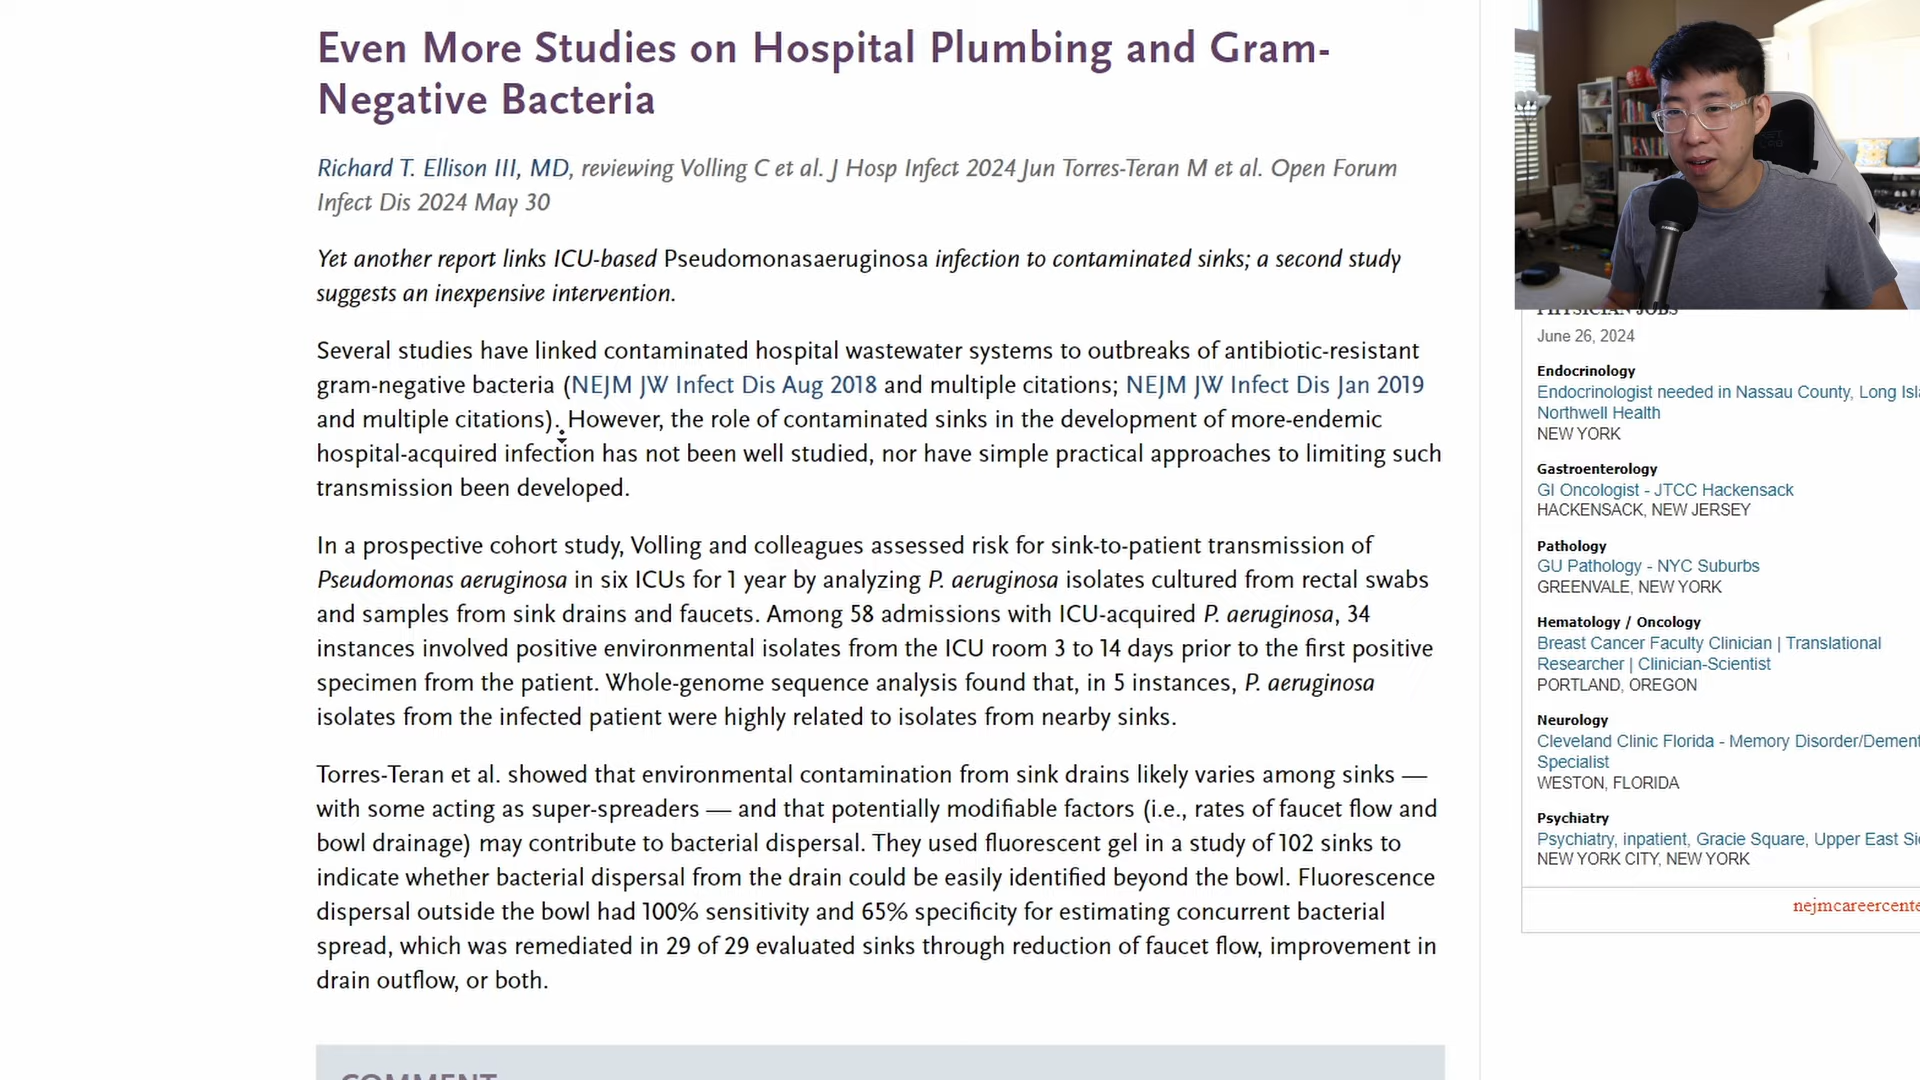 Even More Studies on Hospital Plumbing and Gram-
Negative Bacteria
Richard T. Ellison III, MD, reviewing Volling C et al. J Hosp Infect 2024 Jun Torres-Teran M et al. Open Forum
Infect Dis 2024 May 30
Yet another report links ICU-based Pseudomonasaeruginosa infection to contaminated sinks; a second study
suggests an inexpensive intervention.
Several studies have linked contaminated hospital wastewater systems to outbreaks of antibiotic-resistant
gram-negative bacteria (NEJM JW Infect Dis Aug 2018 and multiple citations; NEJM JW Infect Dis Jan 2019
and multiple citations). However, the role of contaminated sinks in the development of more-endemic
hospital-acquired infection has not been well studied, nor have simple practical approaches to limiting such
transmission been developed.
In a prospective cohort study, Volling and colleagues assessed risk for sink-to-patient transmission of
Pseudomonas aeruginosa in six ICUs for 1 year by analyzing P. aeruginosa isolates cultured from rectal swabs
and samples from sink drains and faucets. Among 58 admissions with ICU-acquired P. aeruginosa, 34
instances involved positive environmental isolates from the ICU room 3 to 14 days prior to the first positive
specimen from the patient. Whole-genome sequence analysis found that, in 5 instances, P. aeruginosa
isolates from the infected patient were highly related to isolates from nearby sinks.
Torres-Teran et al. showed that environmental contamination from sink drains likely varies among sinks —
with some acting as super-spreaders — and that potentially modifiable factors (i.e., rates of faucet flow and
bowl drainage) may contribute to bacterial dispersal. They used fluorescent gel in a study of 102 sinks to
indicate whether bacterial dispersal from the drain could be easily identified beyond the bowl. Fluorescence
dispersal outside the bowl had 100% sensitivity and 65% specificity for estimating concurrent bacterial
spread, which was remediated in 29 of 29 evaluated sinks through reduction of faucet flow, improvement in
drain outflow, or both.
COMMENT
PHYSICIAN JOBS
June 26, 2024
Endocrinology
Endocrinologist needed in Nassau County, Long Isla
Northwell Health
NEW YORK
Gastroenterology
GI Oncologist - JTCC Hackensack
HACKENSACK, NEW JERSEY
Pathology
GU Pathology - NYC Suburbs
GREENVALE, NEW YORK
Hematology / Oncology
Breast Cancer Faculty Clinician | Translational
Researcher | Clinician-Scientist
PORTLAND, OREGON
Neurology
Cleveland Clinic Florida - Memory Disorder/Dement
Specialist
WESTON, FLORIDA
Psychiatry
Psychiatry, inpatient, Gracie Square, Upper East Si
NEW YORK CITY, NEW YORK
nejmcareercente